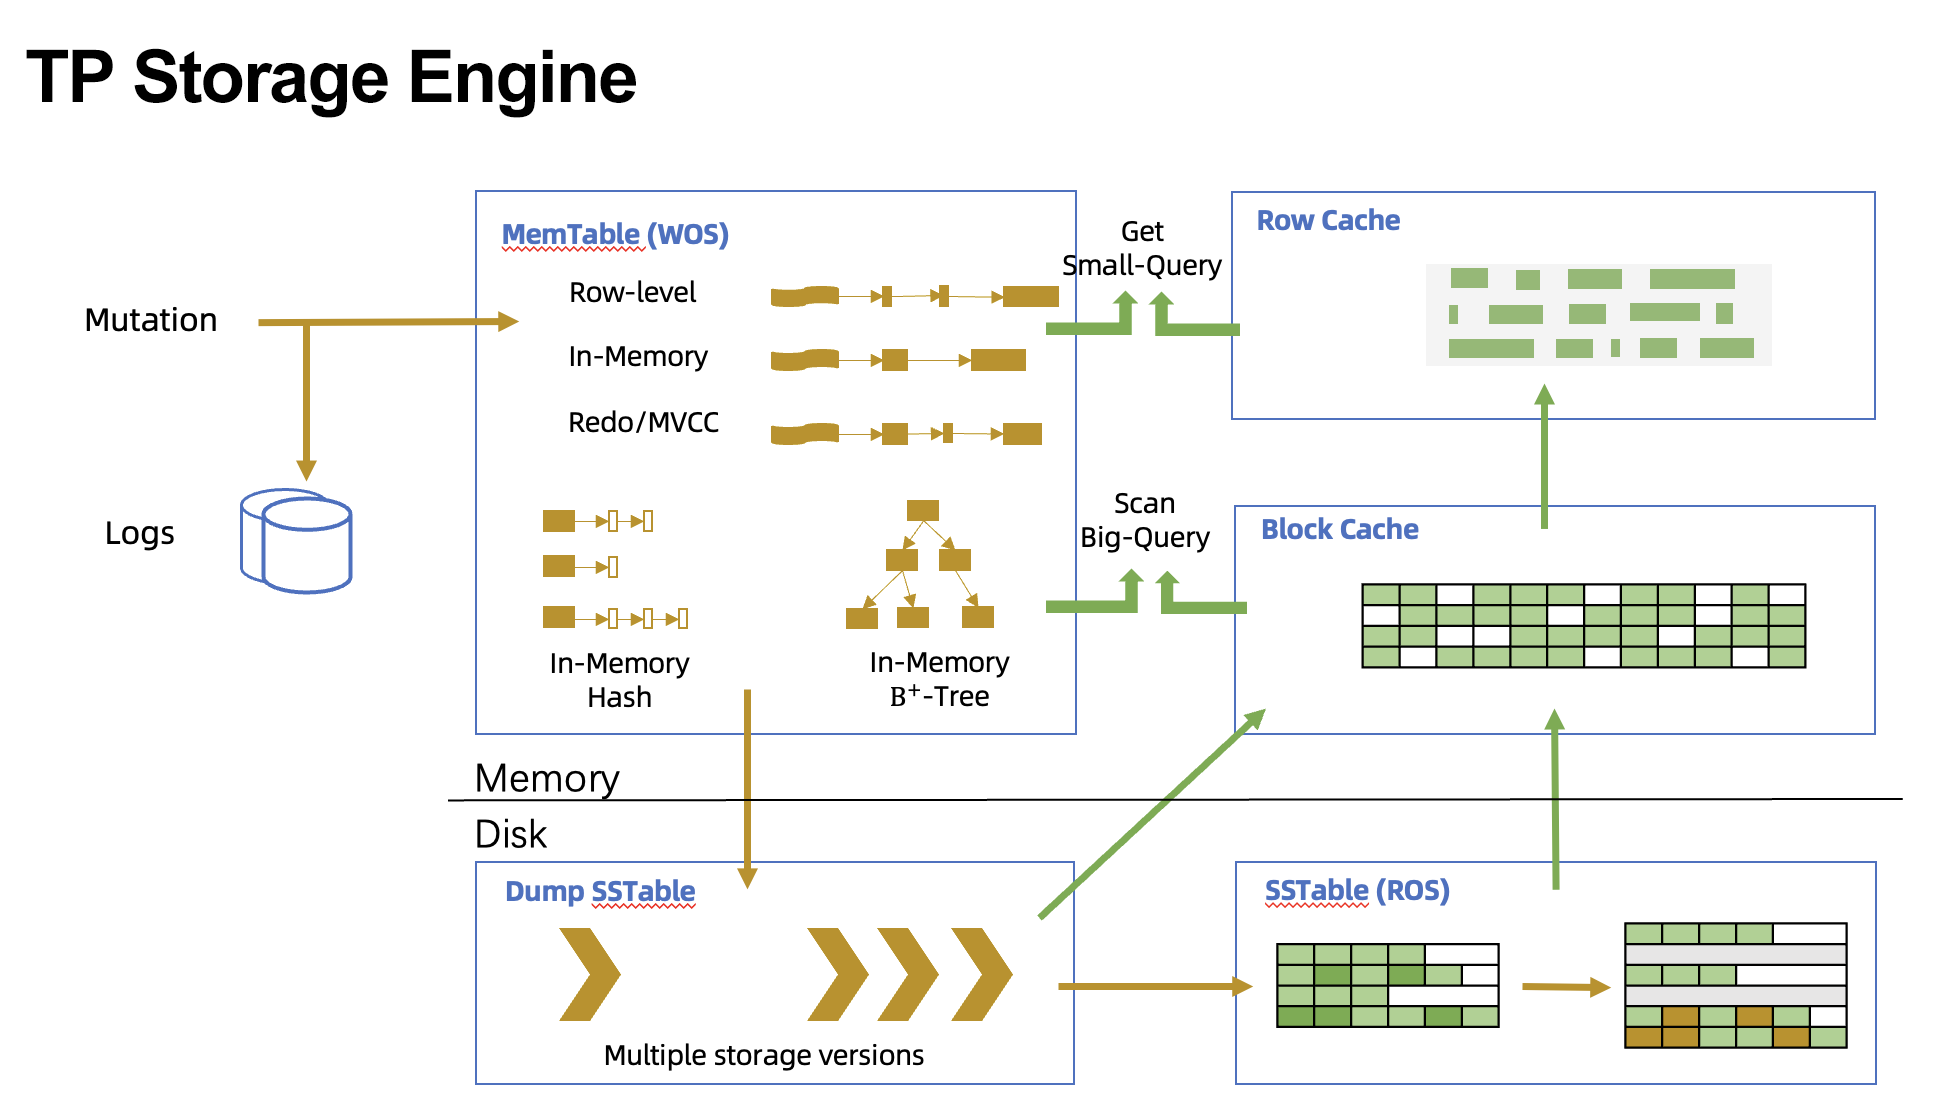 TP Storage Engine
MemTable (WOS)
Row-level
In-Memory
Redo/MVCC
In-Memory
Hash
In-Memory
B⁺-Tree
Mutation
Logs
Get
Small-Query
Scan
Big-Query
Row Cache
Block Cache
Memory
Disk
Dump SSTable
Multiple storage versions
SSTable (ROS)